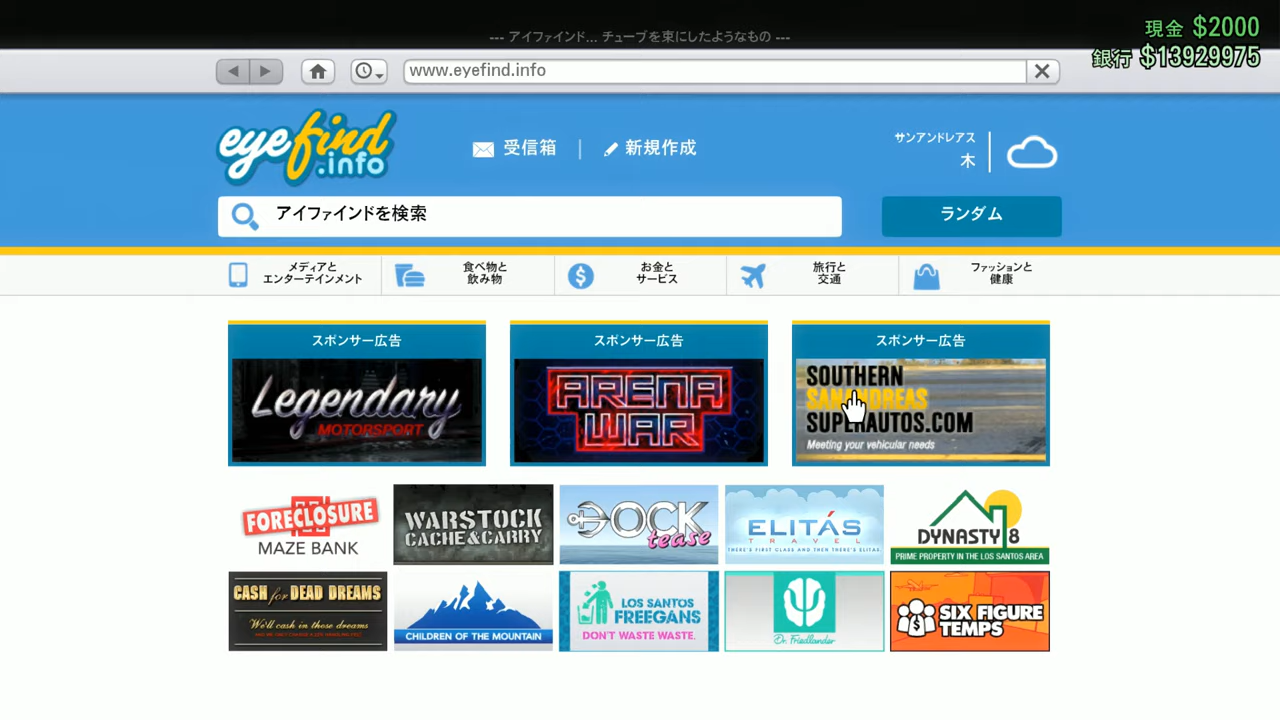 --- アイファインド... チューブを束にしたようなもの ---
現金 $2000
銀行 $13929975
www.eyefind.info
eyefind
.info
受信箱
新規作成
サンアンドレアス
木
アイファインドを検索
ランダム
メディアと
エンターテインメント
食べ物と
飲み物
お金と
サービス
旅行と
交通
ファッションと
健康
スポンサー広告
スポンサー広告
スポンサー広告
Legendary
MOTORSPORT
ARENA
WAR
SOUTHERN
SAN ANDREAS
SUPERAUTOS.COM
Meeting your vehicular needs
FORECLOSURE
MAZE BANK
WARSTOCK
CACHE & CARRY
DOCK
tease
ELITÁS
TRAVEL
THERE'S FIRST CLASS AND THEN THERE'S ELITAS.
DYNASTY 8
PRIME PROPERTY IN THE LOS SANTOS AREA
CASH for DEAD DREAMS
We'll cash in those dreams
CHILDREN OF THE MOUNTAIN
LOS SANTOS
FREEGANS
DON'T WASTE WASTE.
Dr. Friedlander
SIX FIGURE
TEMPS